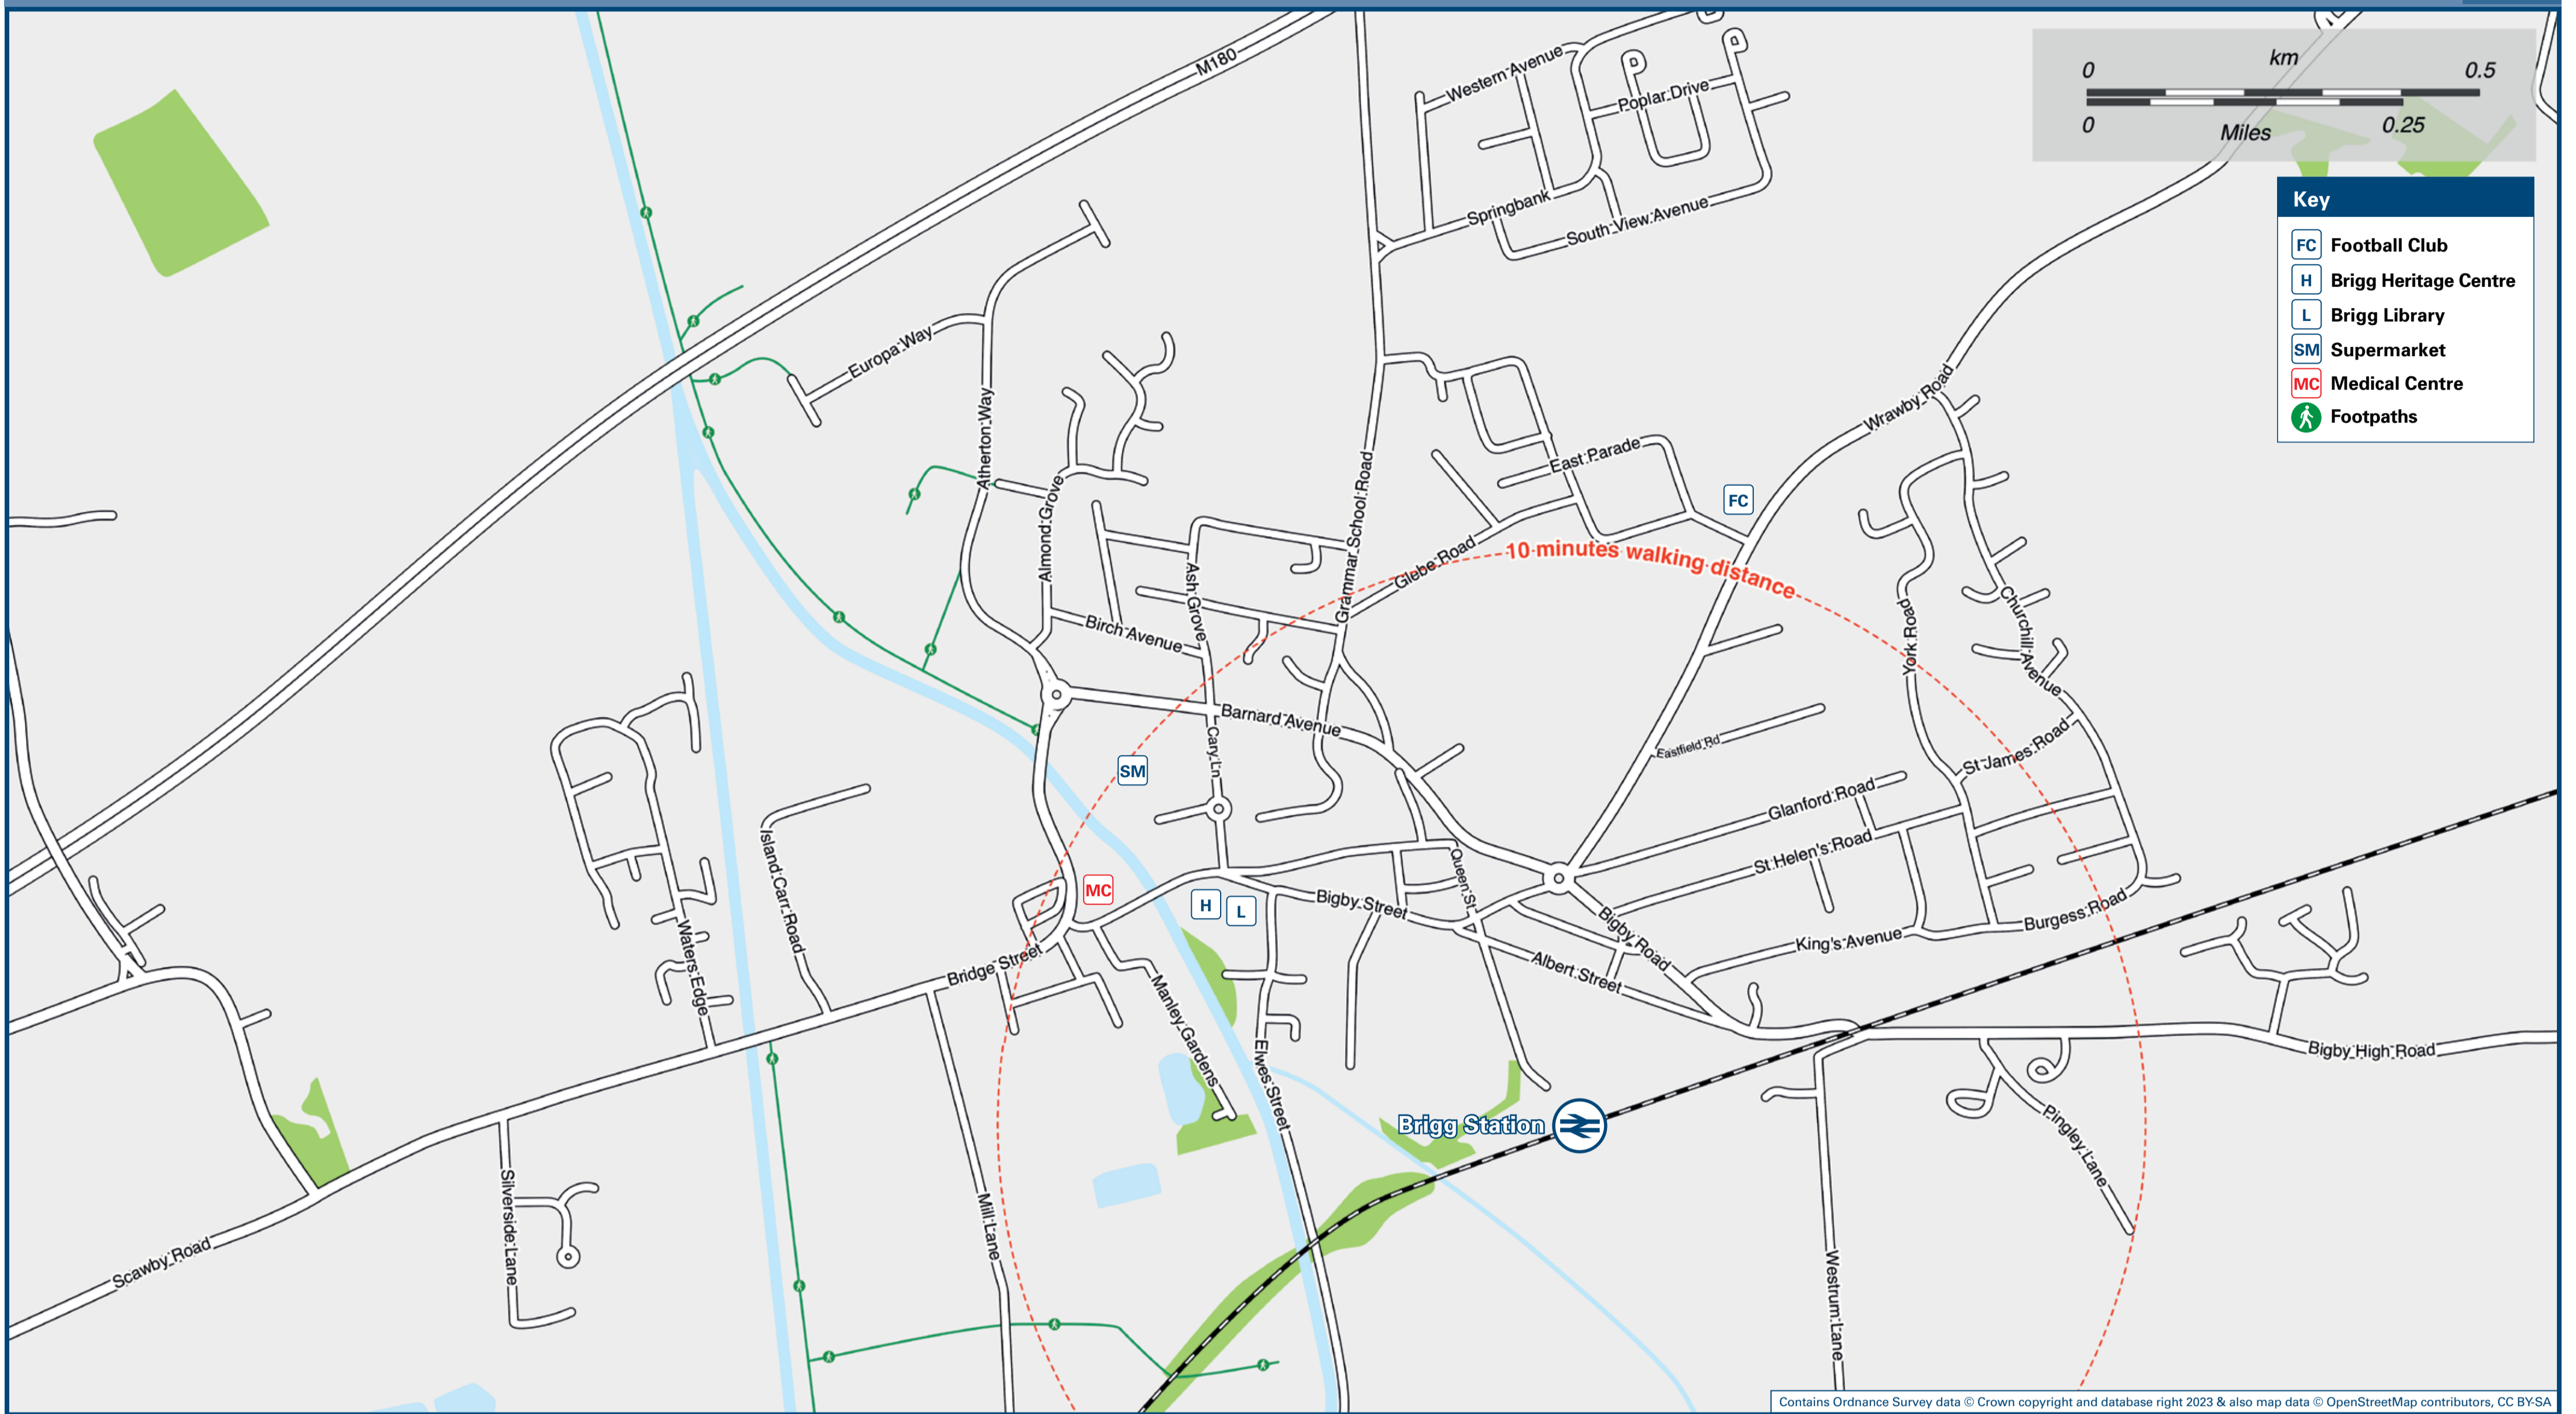 M180
Western Avenue
Poplar Drive
Springbank
South View Avenue
km
0
0.5
0
Miles
0.25
Key
FC Football Club
H Brigg Heritage Centre
L Brigg Library
SM Supermarket
MC Medical Centre
Footpaths
Europa Way
Atherton Way
Almond Grove
Grammar School Road
East Parade
Wrawby Road
FC
Glebe Road
10 minutes walking distance
Ash Grove
Birch Avenue
York Road
Churchill Avenue
Barnard Avenue
Cary Ln
SM
Eastfield Rd
St James Road
Glanford Road
St Helen's Road
Island Carr Road
MC
H
L
Bigby Street
Queen St
Bigby Road
King's Avenue
Burgess Road
Waters Edge
Bridge Street
Albert Street
Manley Gardens
Elwes Street
Bigby High Road
Brigg Station
Pingley Lane
Silverside Lane
Mill Lane
Scawby Road
Westrum Lane
Contains Ordnance Survey data © Crown copyright and database right 2023 & also map data © OpenStreetMap contributors, CC BY-SA